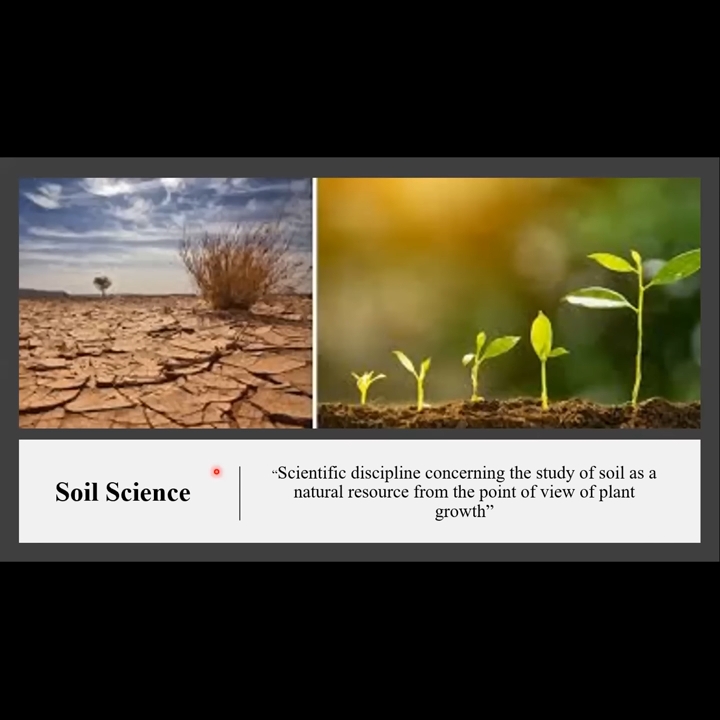 Soil Science
“Scientific discipline concerning the study of soil as a
natural resource from the point of view of plant
growth”